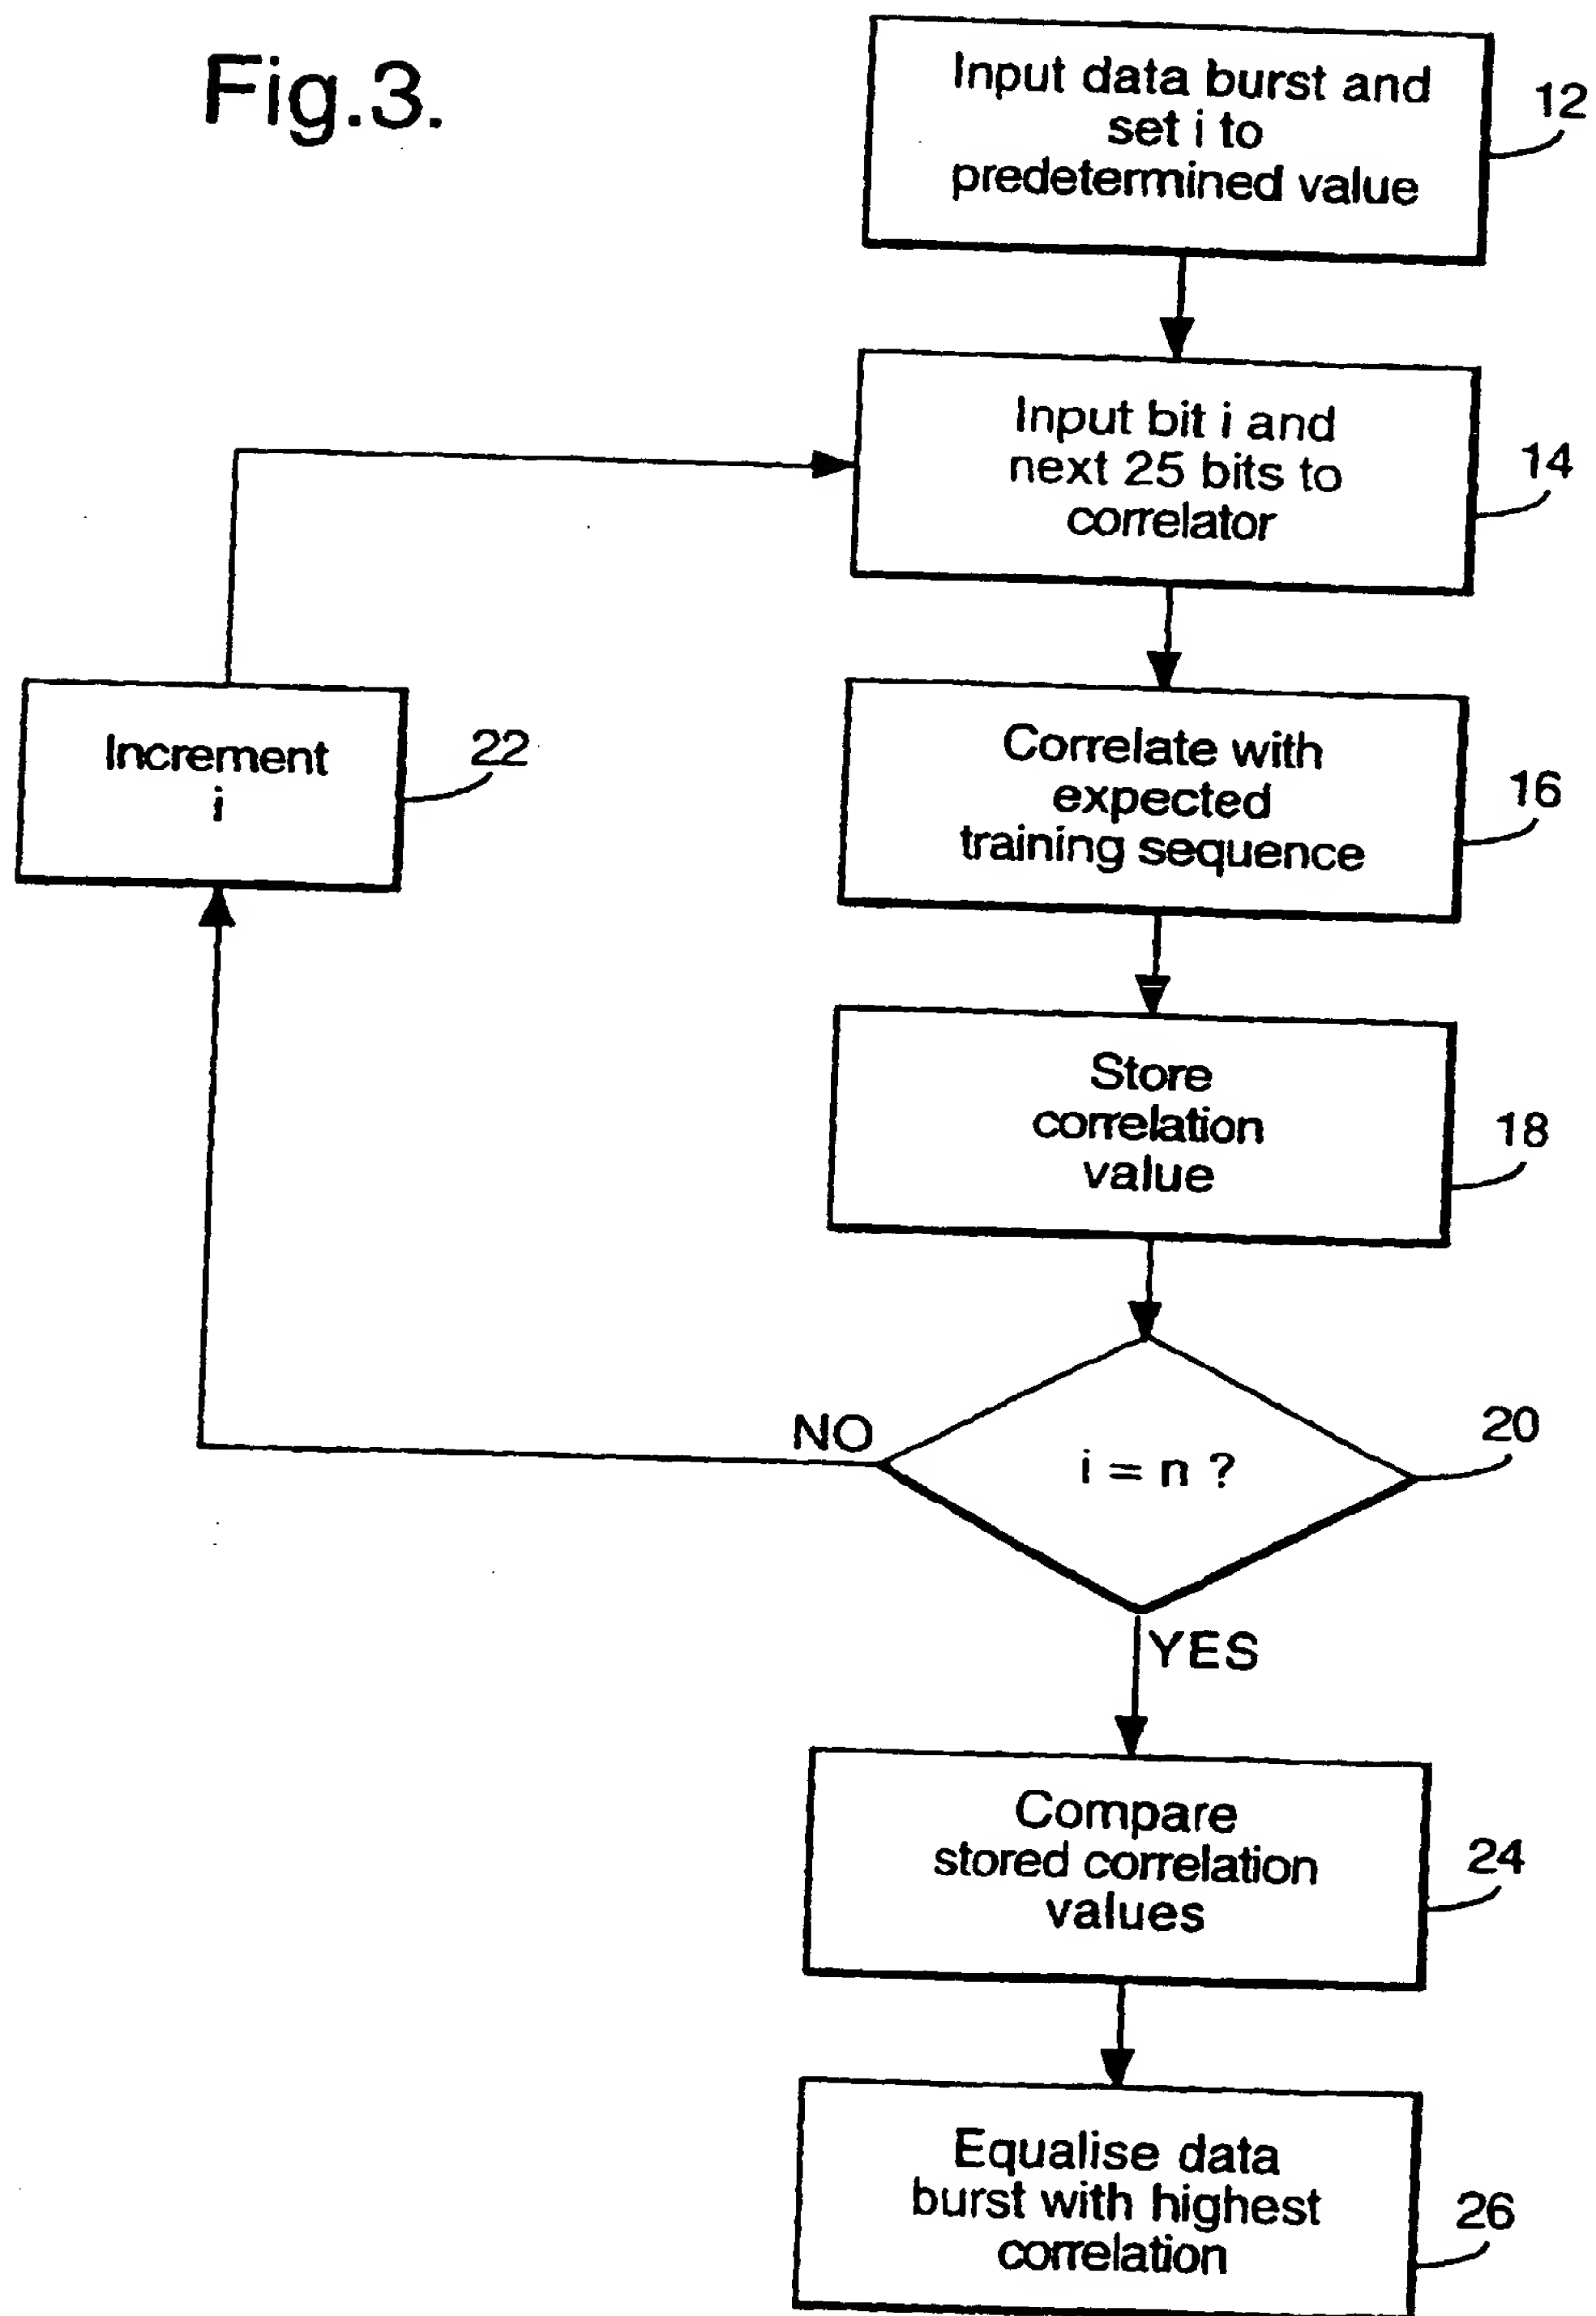 Fig.3.
Input data burst and
set i to
predetermined value
12
Input bit i and
next 25 bits to
correlator
14
Correlate with
expected
training sequence
16
Increment
i
22
Store
correlation
value
18
i = n ?
20
NO
YES
Compare
stored correlation
values
24
Equalise data
burst with highest
correlation
26